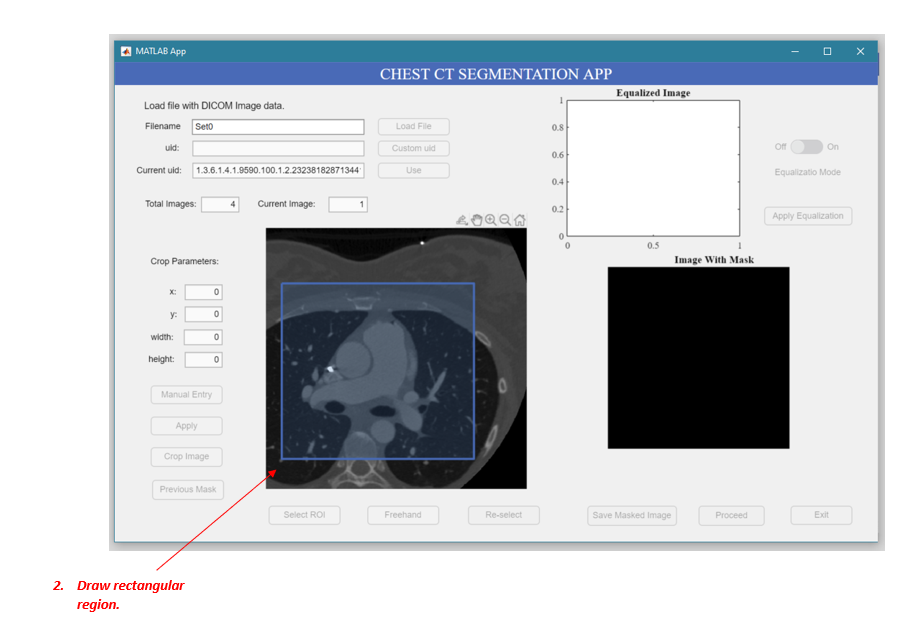 MATLAB App
CHEST CT SEGMENTATION APP
Load file with DICOM Image data.
Filename Set0 Load File
uid: Custom uid
Current uid: 1.3.6.1.4.1.9590.100.1.2.23238182871344 Use
Total Images: 4 Current Image: 1
Equalized Image
1
0.8
0.6
0.4
0.2
0
0 0.5 1
Off On
Equalizatio Mode
Apply Equalization
Image With Mask
Crop Parameters:
x: 0
y: 0
width: 0
height: 0
Manual Entry
Apply
Crop Image
Previous Mask
Select ROI Freehand Re-select Save Masked Image Proceed Exit
2. Draw rectangular
region.